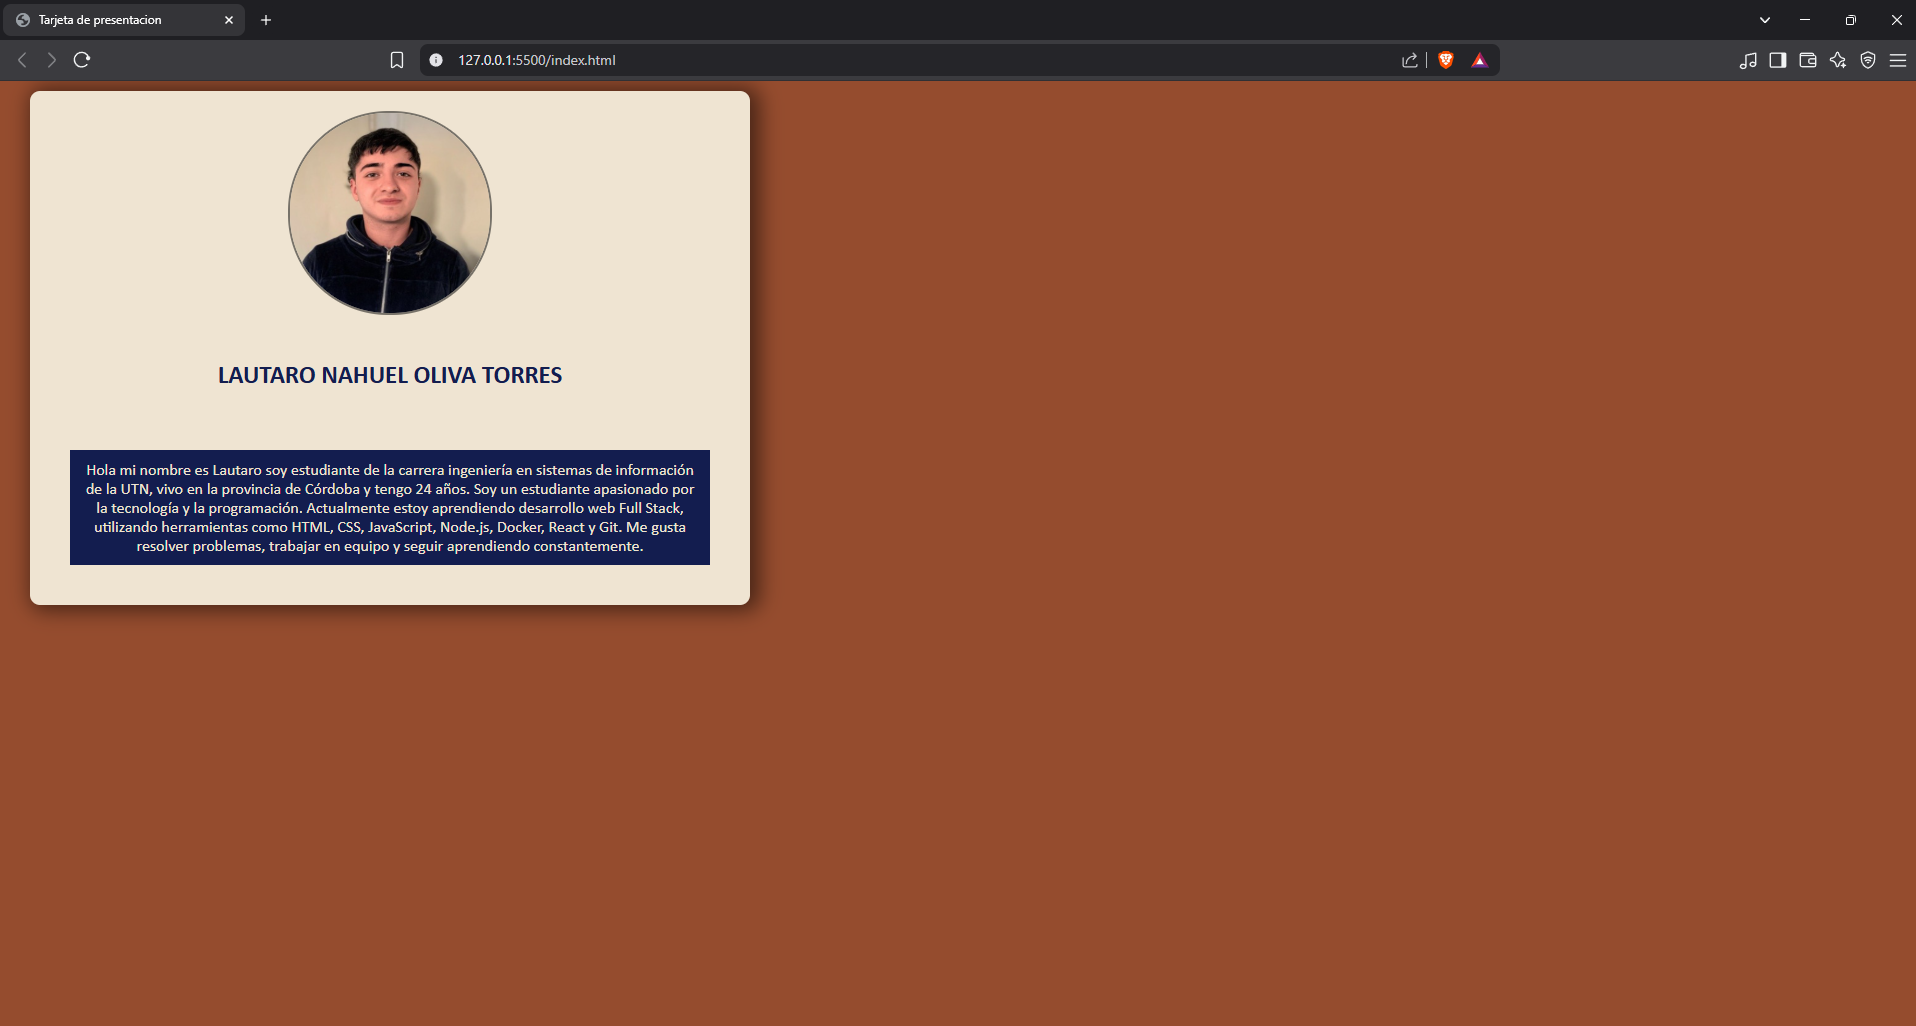 Tarjeta de presentacion
127.0.0.1:5500/index.html
LAUTARO NAHUEL OLIVA TORRES
Hola mi nombre es Lautaro soy estudiante de la carrera ingeniería en sistemas de información
de la UTN, vivo en la provincia de Córdoba y tengo 24 años. Soy un estudiante apasionado por
la tecnología y la programación. Actualmente estoy aprendiendo desarrollo web Full Stack,
utilizando herramientas como HTML, CSS, JavaScript, Node.js, Docker, React y Git. Me gusta
resolver problemas, trabajar en equipo y seguir aprendiendo constantemente.